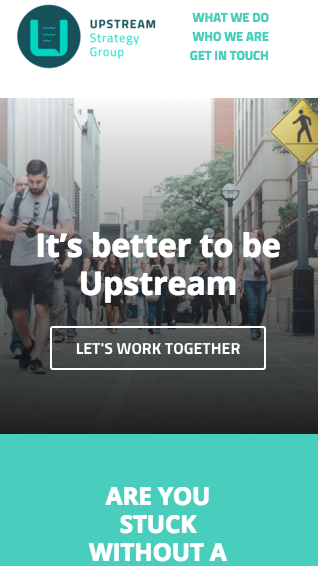 UPSTREAM
Strategy
Group
WHAT WE DO
WHO WE ARE
GET IN TOUCH
It’s better to be
Upstream
LET'S WORK TOGETHER
ARE YOU
STUCK
WITHOUT A